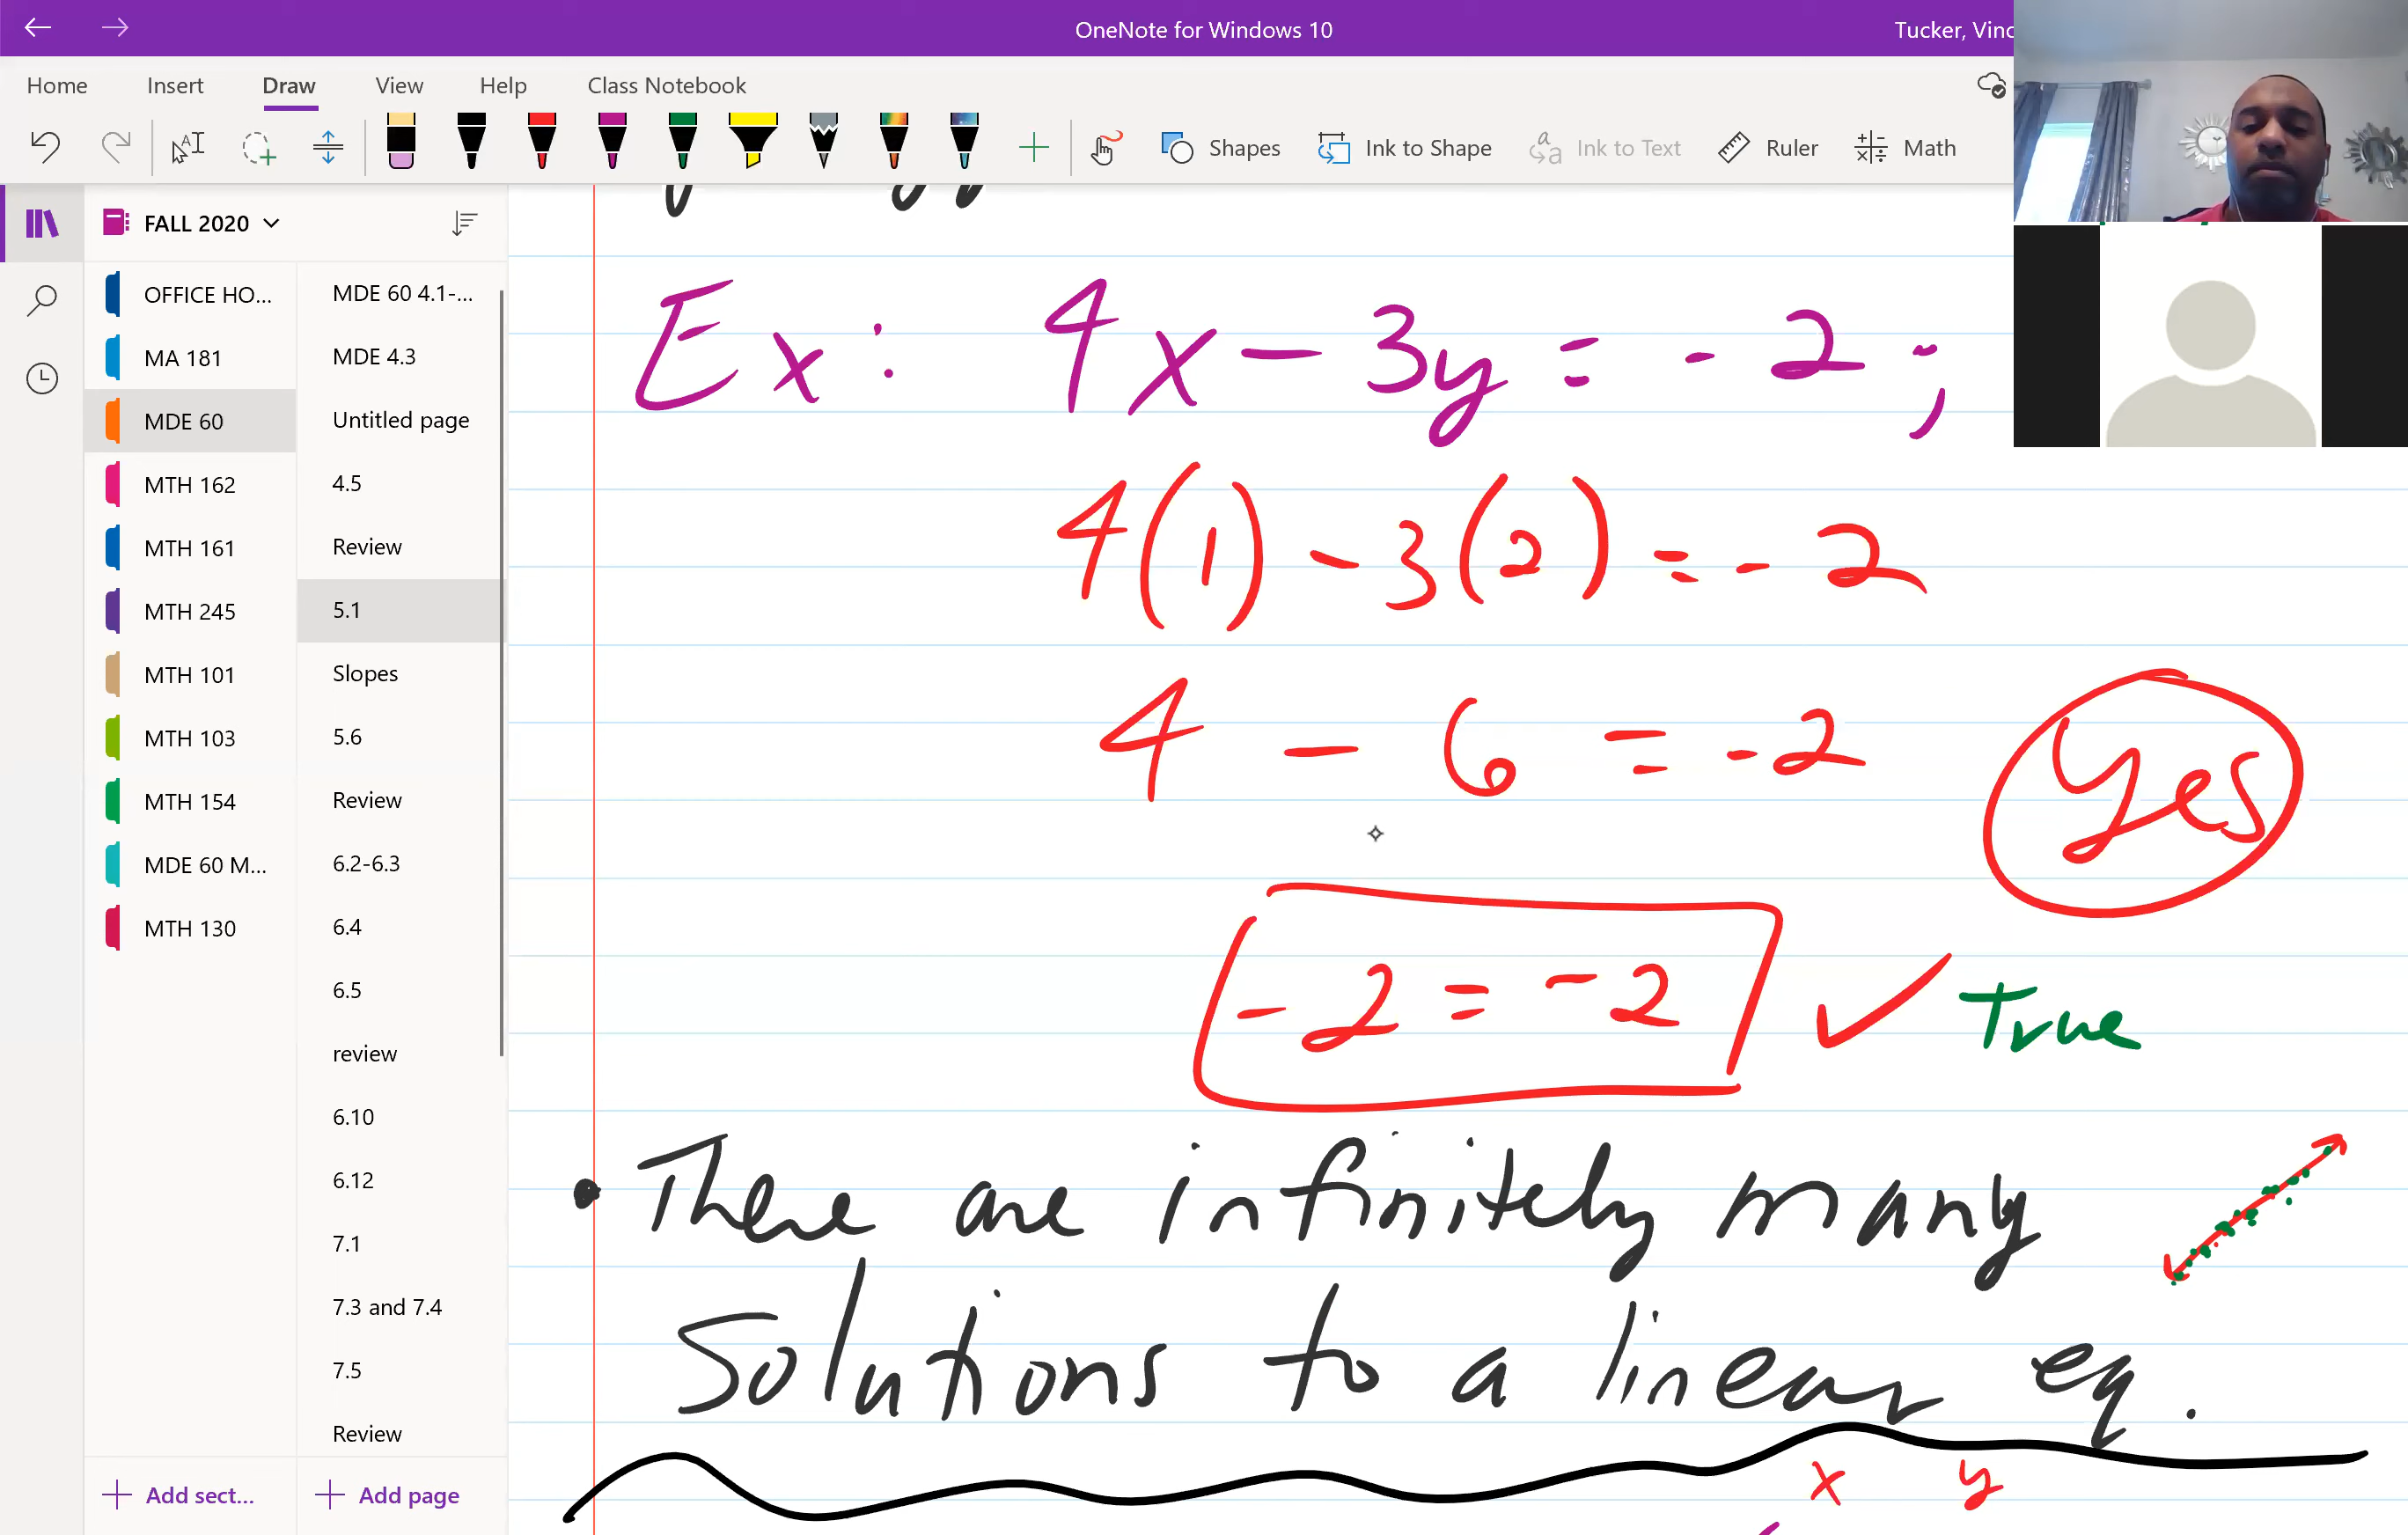 OneNote for Windows 10
Tucker, Vinc
Home Insert Draw View Help Class Notebook
Shapes Ink to Shape Ink to Text Ruler Math
FALL 2020
OFFICE HO...
MA 181
MDE 60
MTH 162
MTH 161
MTH 245
MTH 101
MTH 103
MTH 154
MDE 60 M...
MTH 130
Add sect...
MDE 60 4.1-...
MDE 4.3
Untitled page
4.5
Review
5.1
Slopes
5.6
Review
6.2-6.3
6.4
6.5
review
6.10
6.12
7.1
7.3 and 7.4
7.5
Review
Add page
Ex: 4x - 3y = -2;
4(1) - 3(2) = -2
4 - 6 = -2
Yes
-2 = -2 ✓ True
• There are infinitely many
Solutions to a linear eq.
x y